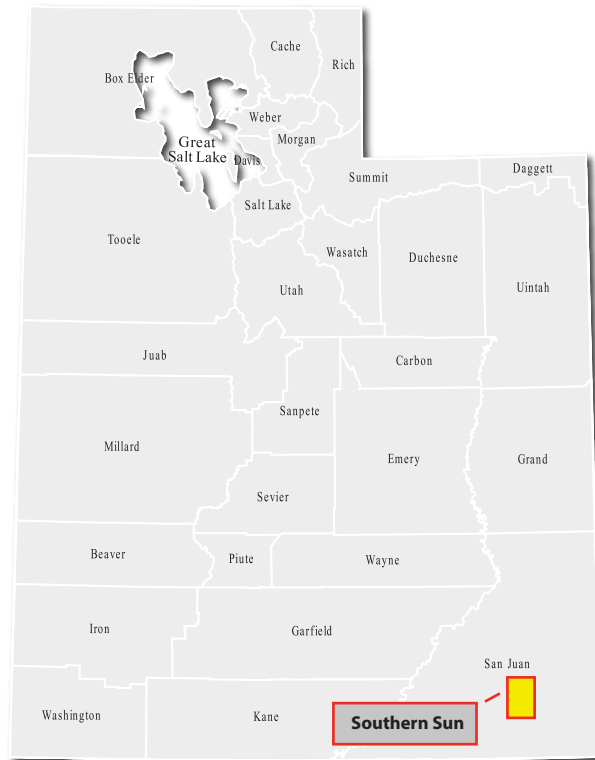 Cache
Rich
Box Elder
Weber
Morgan
Great
Salt Lake
Davis
Summit
Daggett
Salt Lake
Tooele
Wasatch
Duchesne
Utah
Uintah
Juab
Carbon
Sanpete
Millard
Emery
Grand
Sevier
Beaver
Piute
Wayne
Iron
Garfield
San Juan
Washington
Kane
Southern Sun